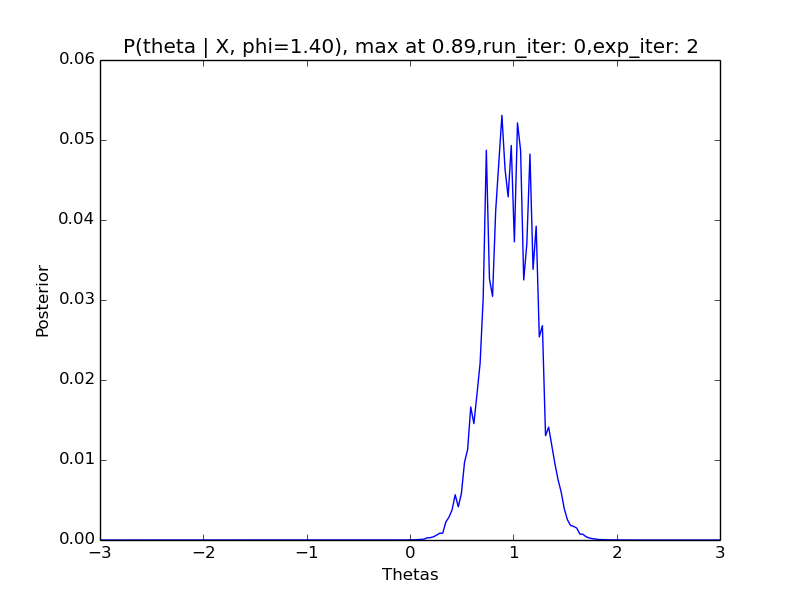 P(theta | X, phi=1.40), max at 0.89,run_iter: 0,exp_iter: 2
0.06
0.05
0.04
0.03
0.02
0.01
0.00
Posterior
−3 −2 −1 0 1 2 3
Thetas